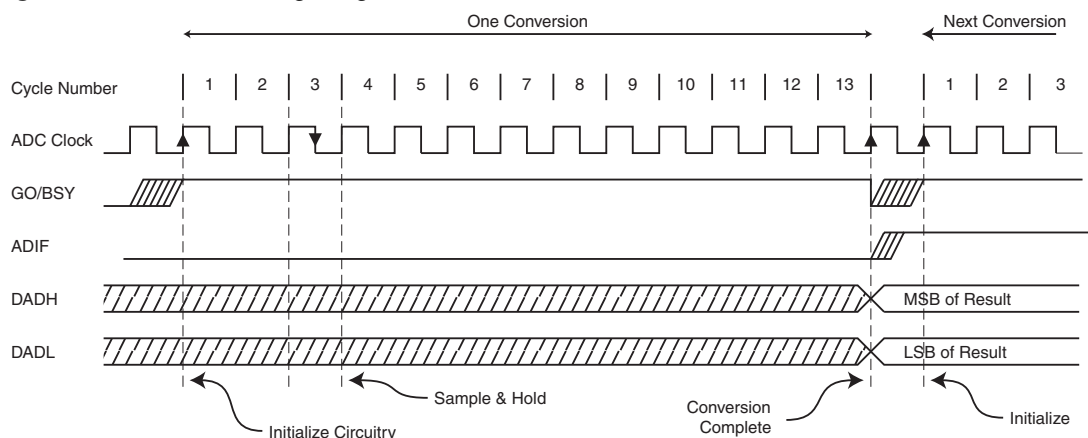 One Conversion
Next Conversion
Cycle Number 1 2 3 4 5 6 7 8 9 10 11 12 13 1 2 3
ADC Clock
GO/BSY
ADIF
DADH MSB of Result
DADL LSB of Result
Sample & Hold
Initialize Circuitry
Conversion
Complete
Initialize